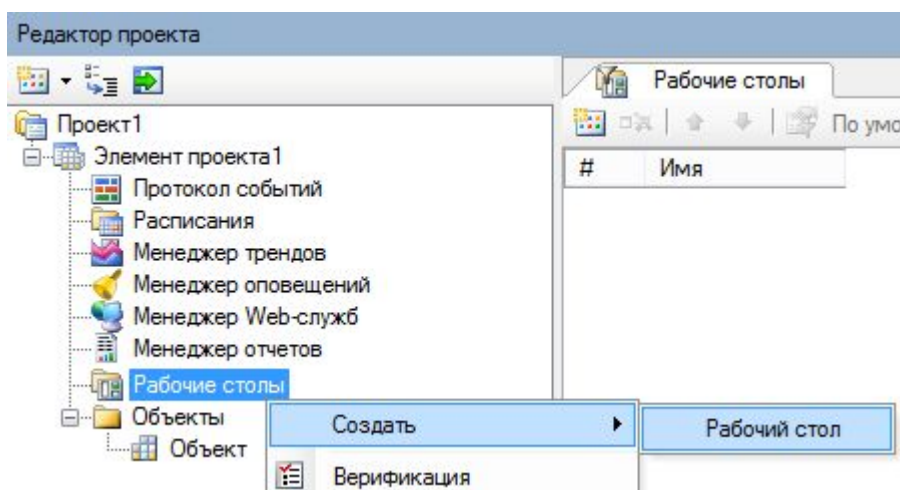 Редактор проекта
Рабочие столы
По умо
# Имя
Проект1
Элемент проекта1
Протокол событий
Расписания
Менеджер трендов
Менеджер оповещений
Менеджер Web-служб
Менеджер отчетов
Рабочие столы
Объекты
Объект
Создать
Рабочий стол
Верификация